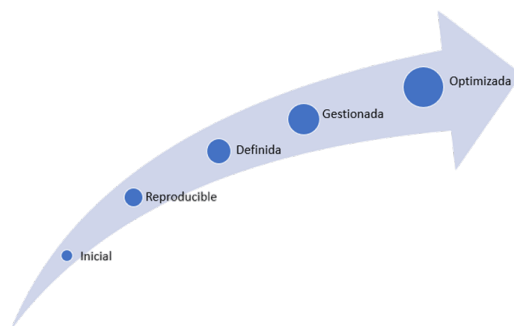 Optimizada
Gestionada
Definida
Reproducible
Inicial